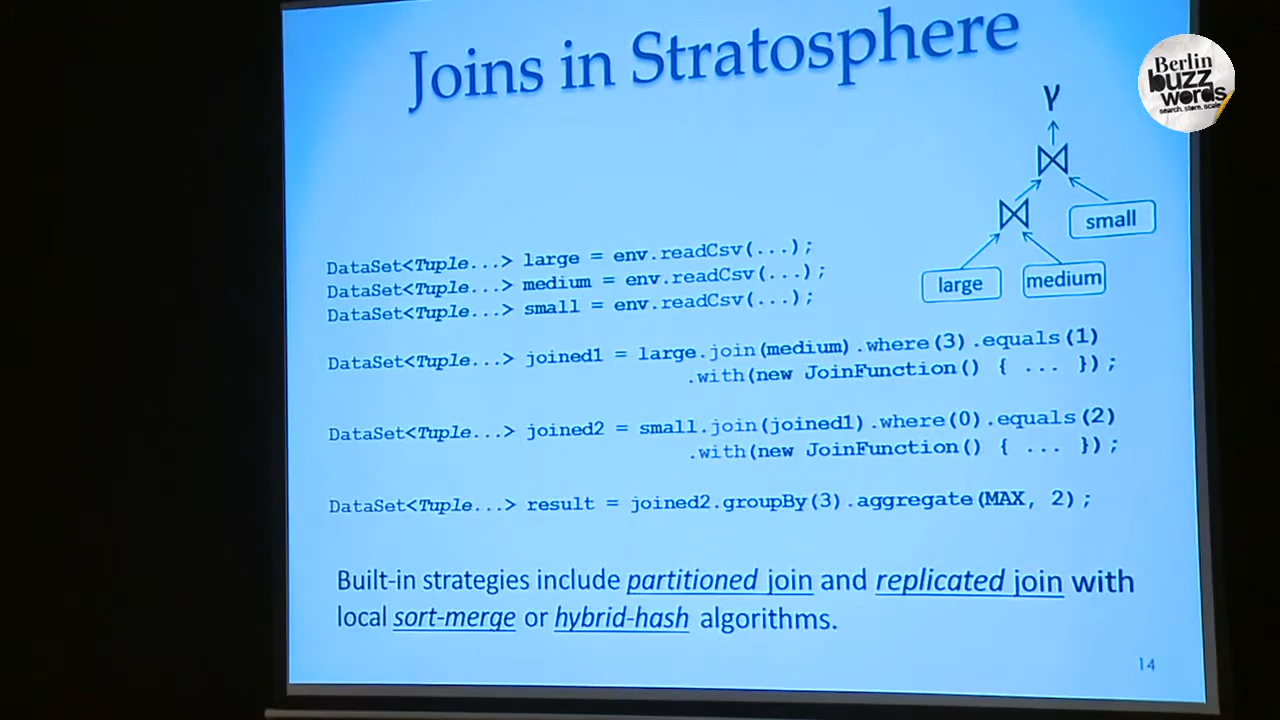 Joins in Stratosphere
Berlin
buzz
words
search. store. scale.
γ
⋈
⋈
small
large
medium
DataSet<Tuple...> large = env.readCsv(...);
DataSet<Tuple...> medium = env.readCsv(...);
DataSet<Tuple...> small = env.readCsv(...);
DataSet<Tuple...> joined1 = large.join(medium).where(3).equals(1)
.with(new JoinFunction() { ... });
DataSet<Tuple...> joined2 = small.join(joined1).where(0).equals(2)
.with(new JoinFunction() { ... });
DataSet<Tuple...> result = joined2.groupBy(3).aggregate(MAX, 2);
Built-in strategies include partitioned join and replicated join with
local sort-merge or hybrid-hash algorithms.
14